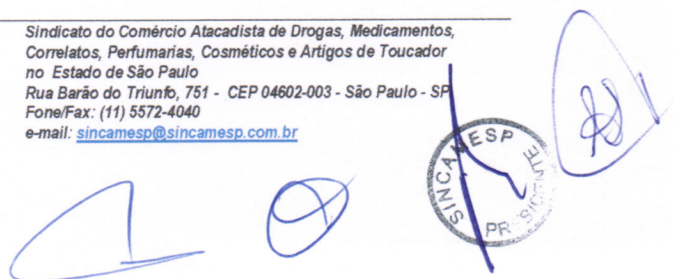 Sindicato do Comércio Atacadista de Drogas, Medicamentos,
Correlatos, Perfumarias, Cosméticos e Artigos de Toucador
no Estado de São Paulo
Rua Barão do Triunfo, 751 - CEP 04602-003 - São Paulo - SP
Fone/Fax: (11) 5572-4040
e-mail: sincamesp@sincamesp.com.br
SINCAMESP
PRESIDENTE